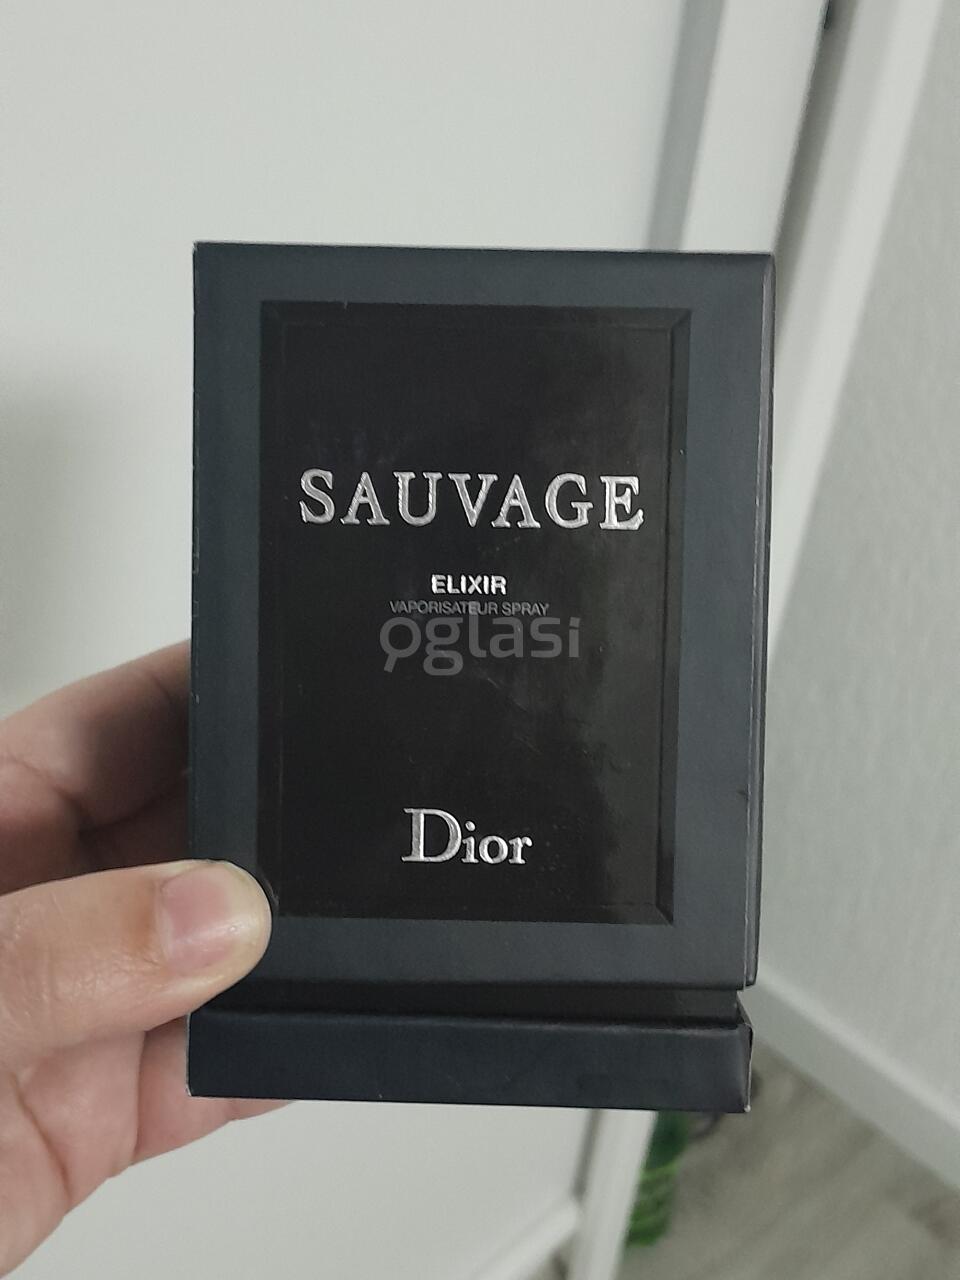 SAUVAGE
ELIXIR
VAPORISATEUR SPRAY
oglasi
Dior